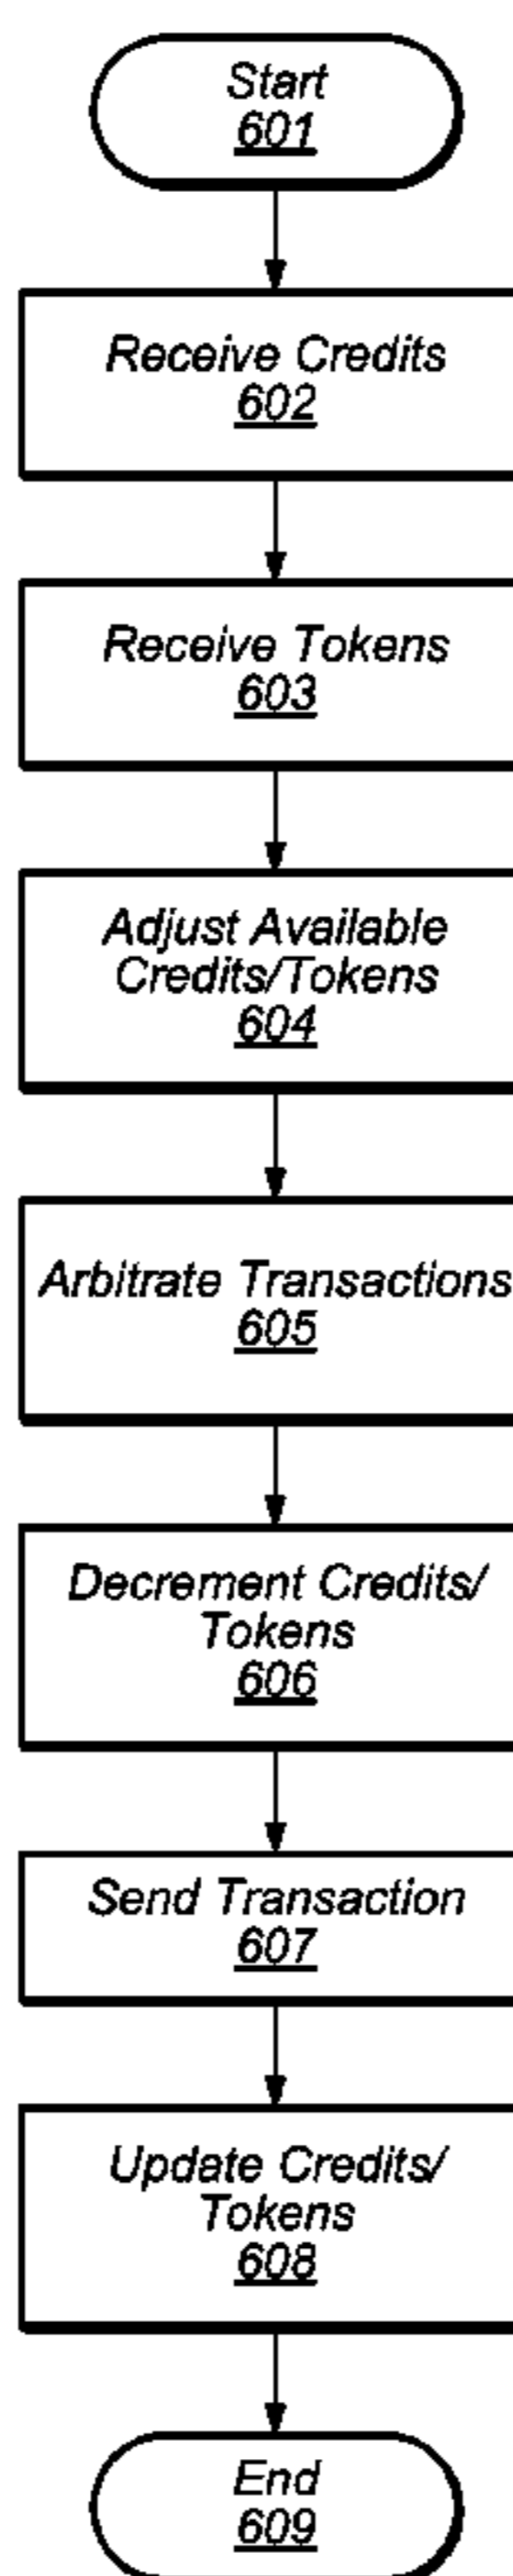 Start
601
Receive Credits
602
Receive Tokens
603
Adjust Available
Credits/Tokens
604
Arbitrate Transactions
605
Decrement Credits/
Tokens
606
Send Transaction
607
Update Credits/
Tokens
608
End
609